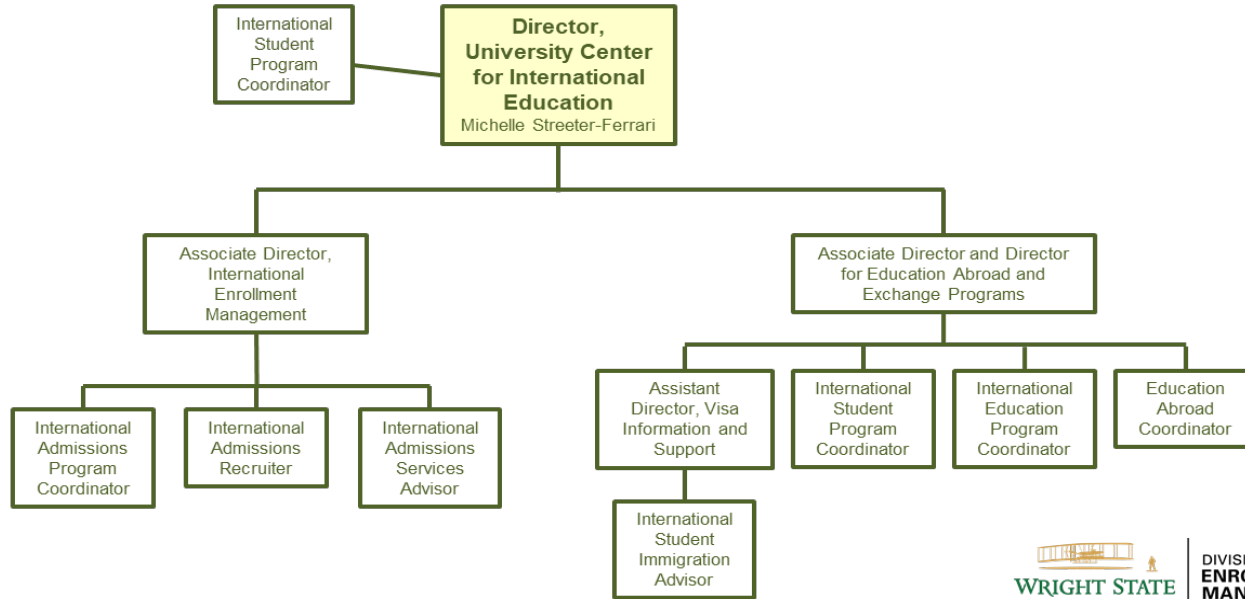 International
Student
Program
Coordinator
Director,
University Center
for International
Education
Michelle Streeter-Ferrari
Associate Director,
International
Enrollment
Management
Associate Director and Director
for Education Abroad and
Exchange Programs
International
Admissions
Program
Coordinator
International
Admissions
Recruiter
International
Admissions
Services
Advisor
Assistant
Director, Visa
Information and
Support
International
Student
Program
Coordinator
International
Education
Program
Coordinator
Education
Abroad
Coordinator
International
Student
Immigration
Advisor
WRIGHT STATE